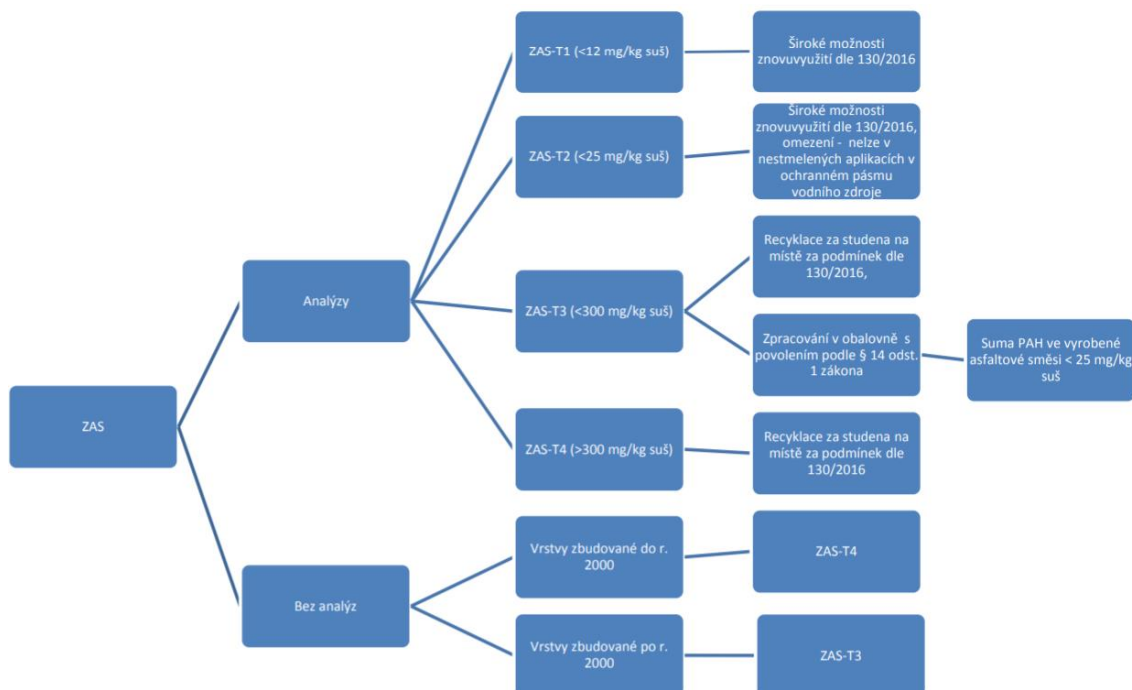 ZAS
Analýzy
Bez analýz
ZAS-T1 (<12 mg/kg suš)
ZAS-T2 (<25 mg/kg suš)
ZAS-T3 (<300 mg/kg suš)
ZAS-T4 (>300 mg/kg suš)
Vrstvy zbudované do r.
2000
Vrstvy zbudované po r.
2000
Široké možnosti
znovuvyužití dle 130/2016
Široké možnosti
znovuvyužití dle 130/2016,
omezení - nelze v
nestmelených aplikacích v
ochranném pásmu
vodního zdroje
Recyklace za studena na
místě za podmínek dle
130/2016,
Zpracování v obalovně s
povolením podle § 14 odst.
1 zákona
Recyklace za studena na
místě za podmínek dle
130/2016
ZAS-T4
ZAS-T3
Suma PAH ve vyrobené
asfaltové směsi < 25 mg/kg
suš